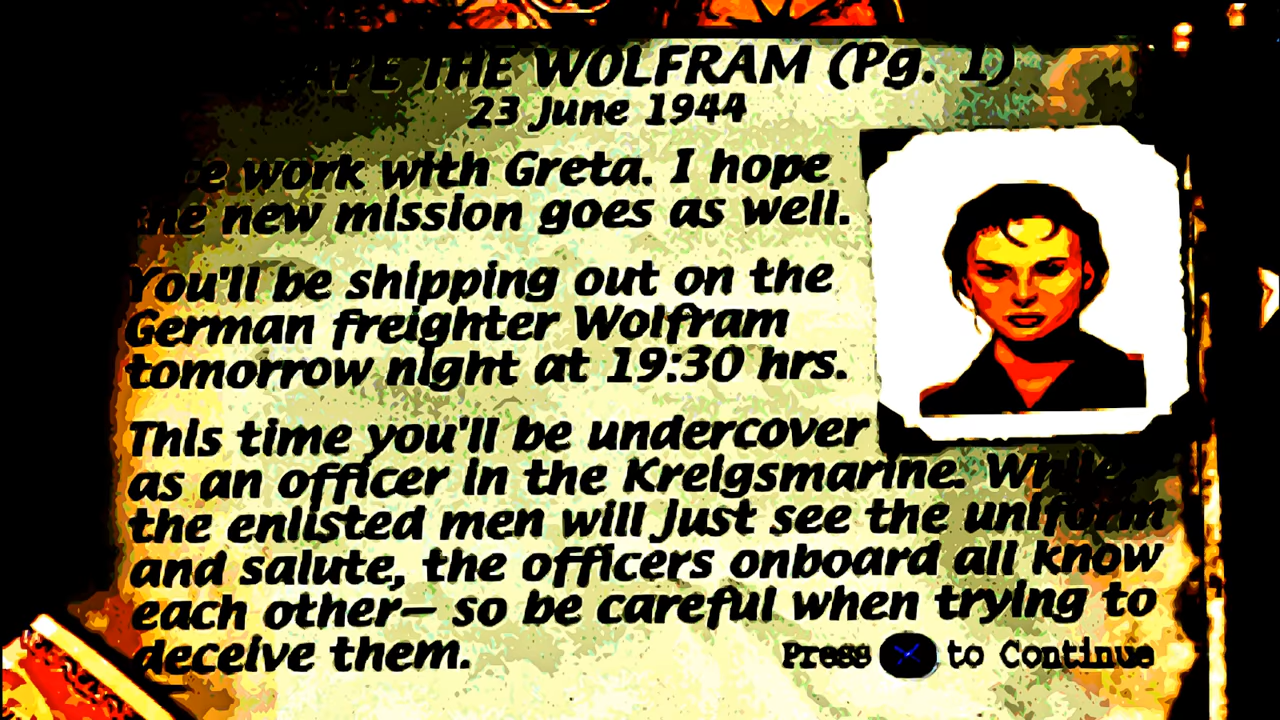 THE WOLFRAM (Pg. 1)
23 June 1944
work with Greta. I hope
the new mission goes as well.
You'll be shipping out on the
German freighter Wolfram
tomorrow night at 19:30 hrs.
This time you'll be undercover
as an officer in the Kreigsmarine. While
the enlisted men will just see the uniform
and salute, the officers onboard all know
each other— so be careful when trying to
deceive them.
Press X to Continue